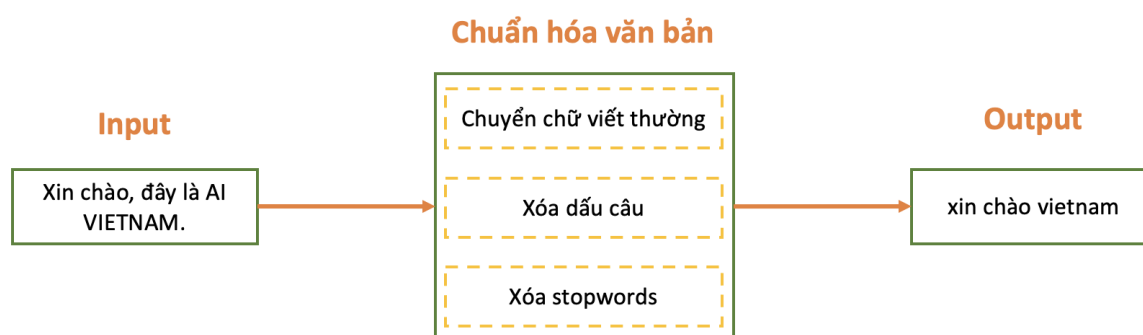 Chuẩn hóa văn bản
Input
Xin chào, đây là AI
VIETNAM.
Chuyển chữ viết thường
Xóa dấu câu
Xóa stopwords
Output
xin chào vietnam